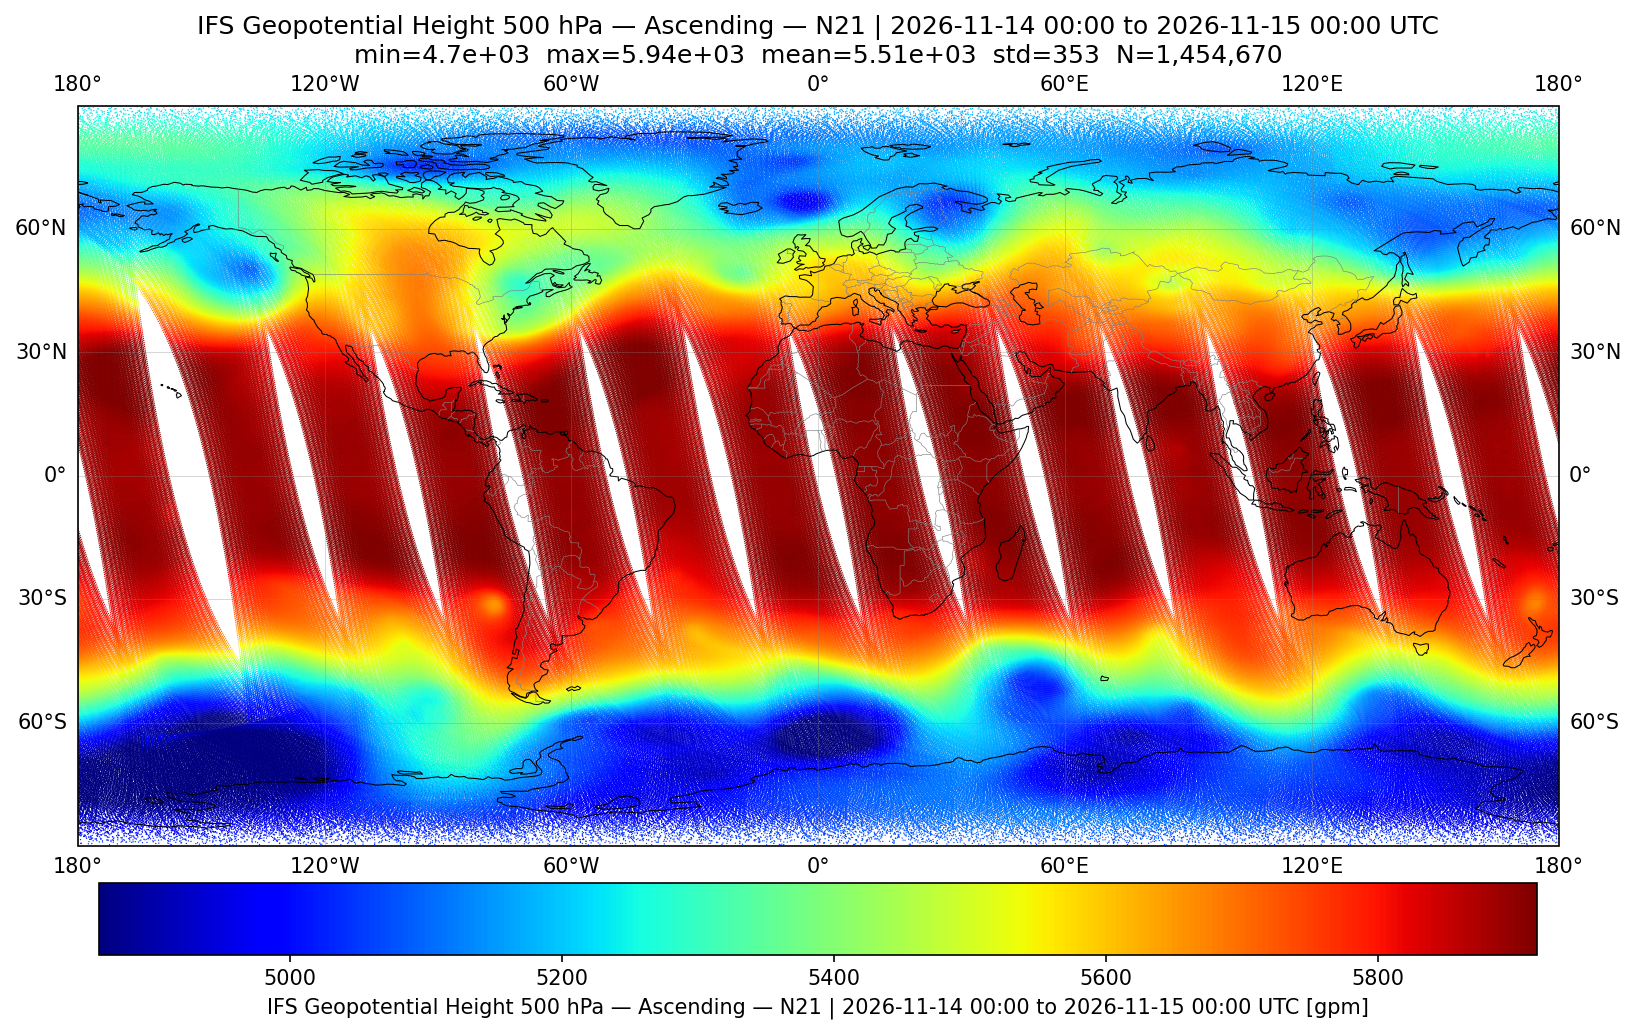 IFS Geopotential Height 500 hPa — Ascending — N21 | 2026-11-14 00:00 to 2026-11-15 00:00 UTC
min=4.7e+03  max=5.94e+03  mean=5.51e+03  std=353  N=1,454,670
180° 120°W 60°W 0° 60°E 120°E 180°
60°N 60°N
30°N 30°N
0° 0°
30°S 30°S
60°S 60°S
180° 120°W 60°W 0° 60°E 120°E 180°
5000 5200 5400 5600 5800
IFS Geopotential Height 500 hPa — Ascending — N21 | 2026-11-14 00:00 to 2026-11-15 00:00 UTC [gpm]